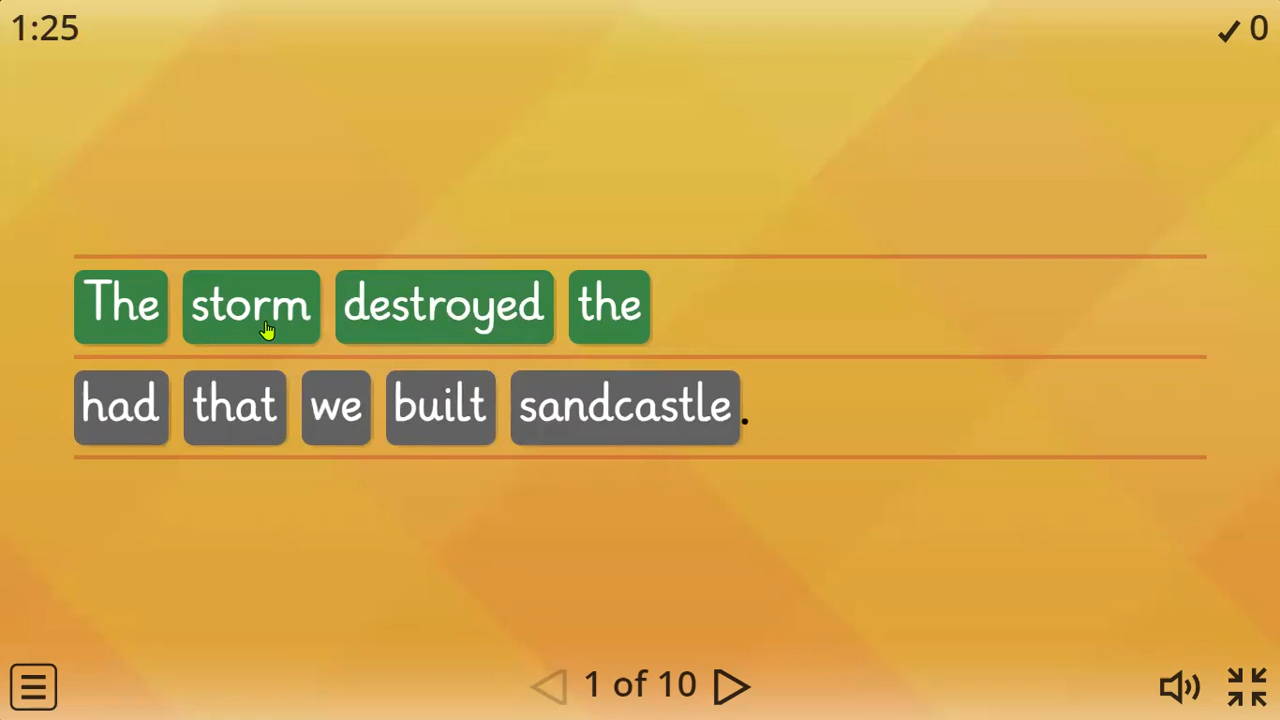 1:25
✓ 0
The storm destroyed the
had that we built sandcastle.
1 of 10